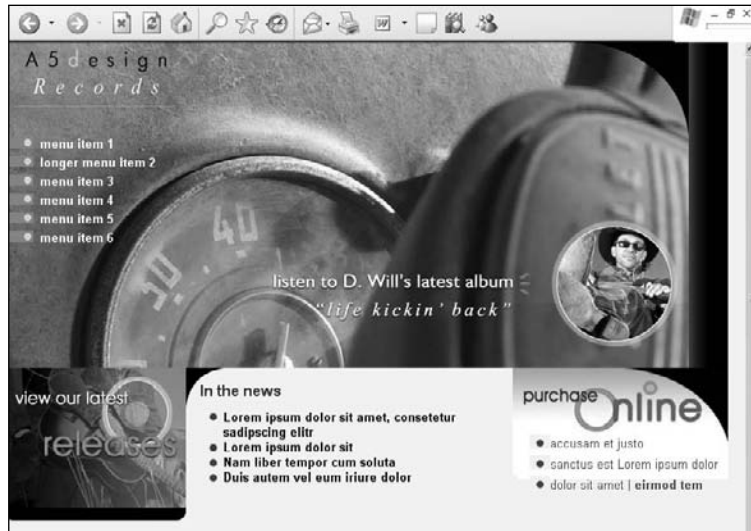 A5design
Records
menu item 1
longer menu item 2
menu item 3
menu item 4
menu item 5
menu item 6
30
40
listen to D. Will's latest album
"life kickin' back"
view our latest
releases
In the news
Lorem ipsum dolor sit amet, consetetur
sadipscing elitr
Lorem ipsum dolor sit
Nam liber tempor cum soluta
Duis autem vel eum iriure dolor
purchase
Online
accusam et justo
sanctus est Lorem ipsum dolor
dolor sit amet | eirmod tem